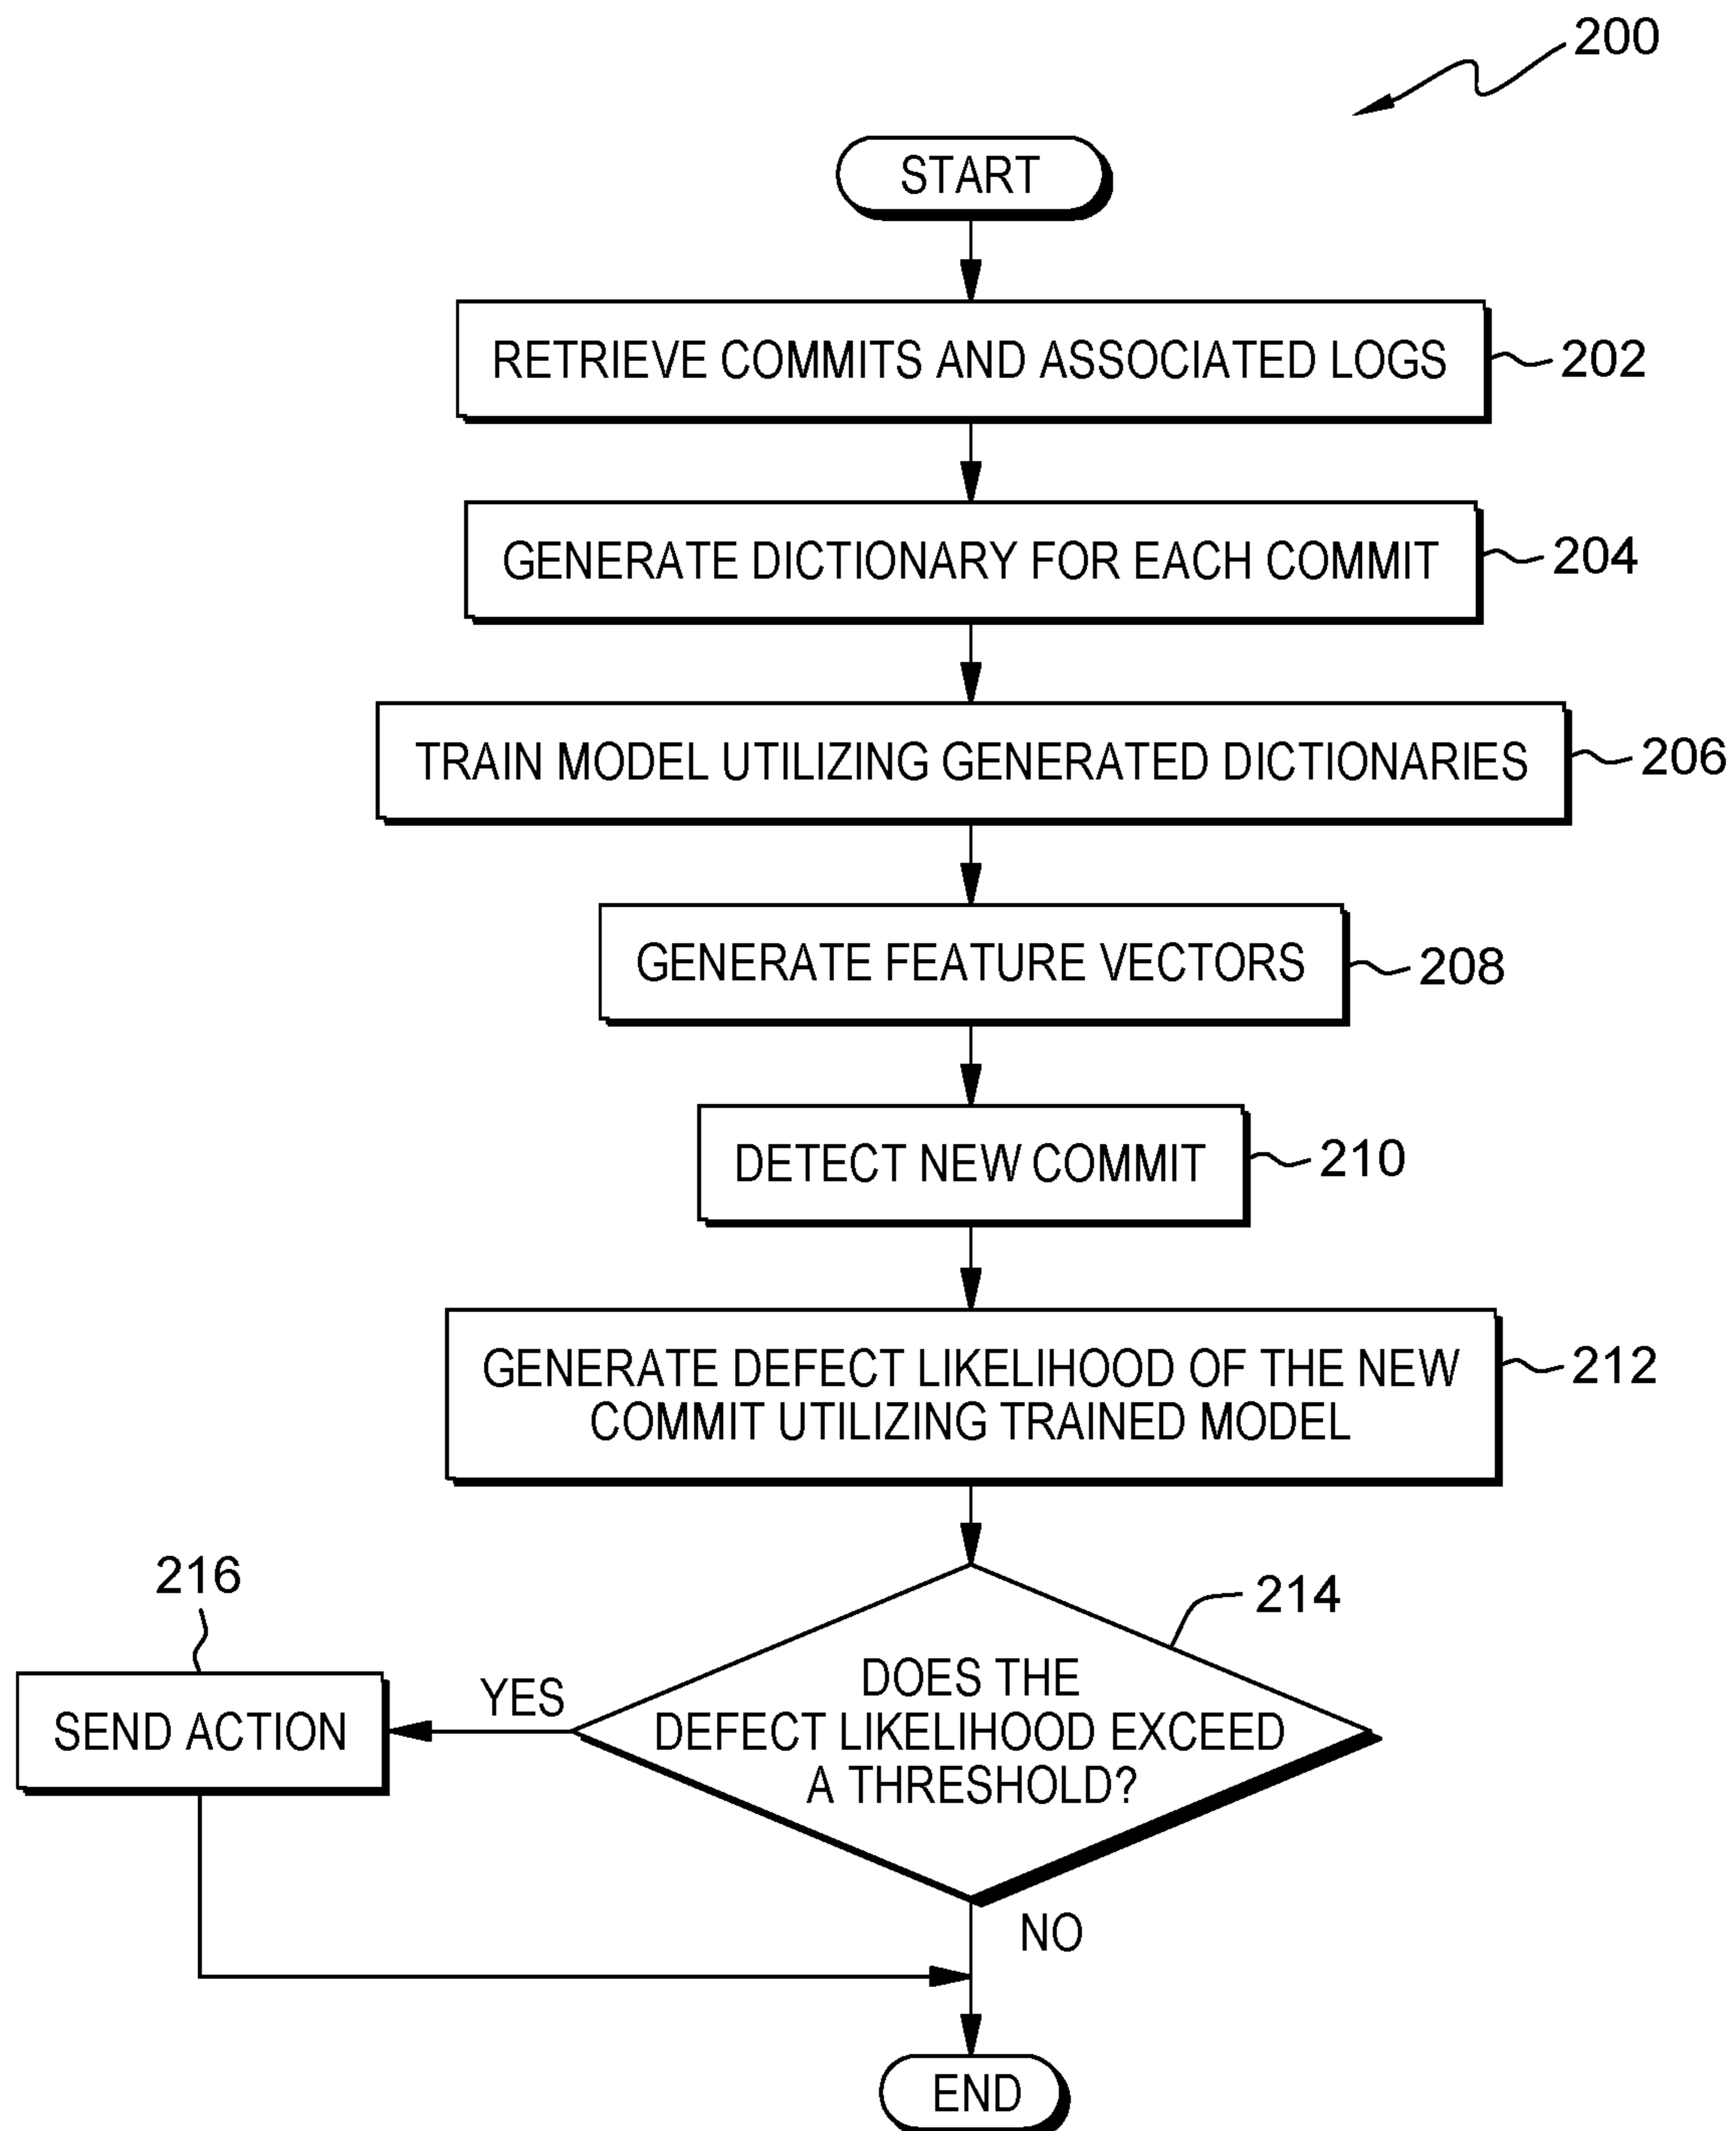 200
START
RETRIEVE COMMITS AND ASSOCIATED LOGS
202
GENERATE DICTIONARY FOR EACH COMMIT
204
TRAIN MODEL UTILIZING GENERATED DICTIONARIES
206
GENERATE FEATURE VECTORS
208
DETECT NEW COMMIT
210
GENERATE DEFECT LIKELIHOOD OF THE NEW
COMMIT UTILIZING TRAINED MODEL
212
214
DOES THE
DEFECT LIKELIHOOD EXCEED
A THRESHOLD?
YES
216
SEND ACTION
NO
END